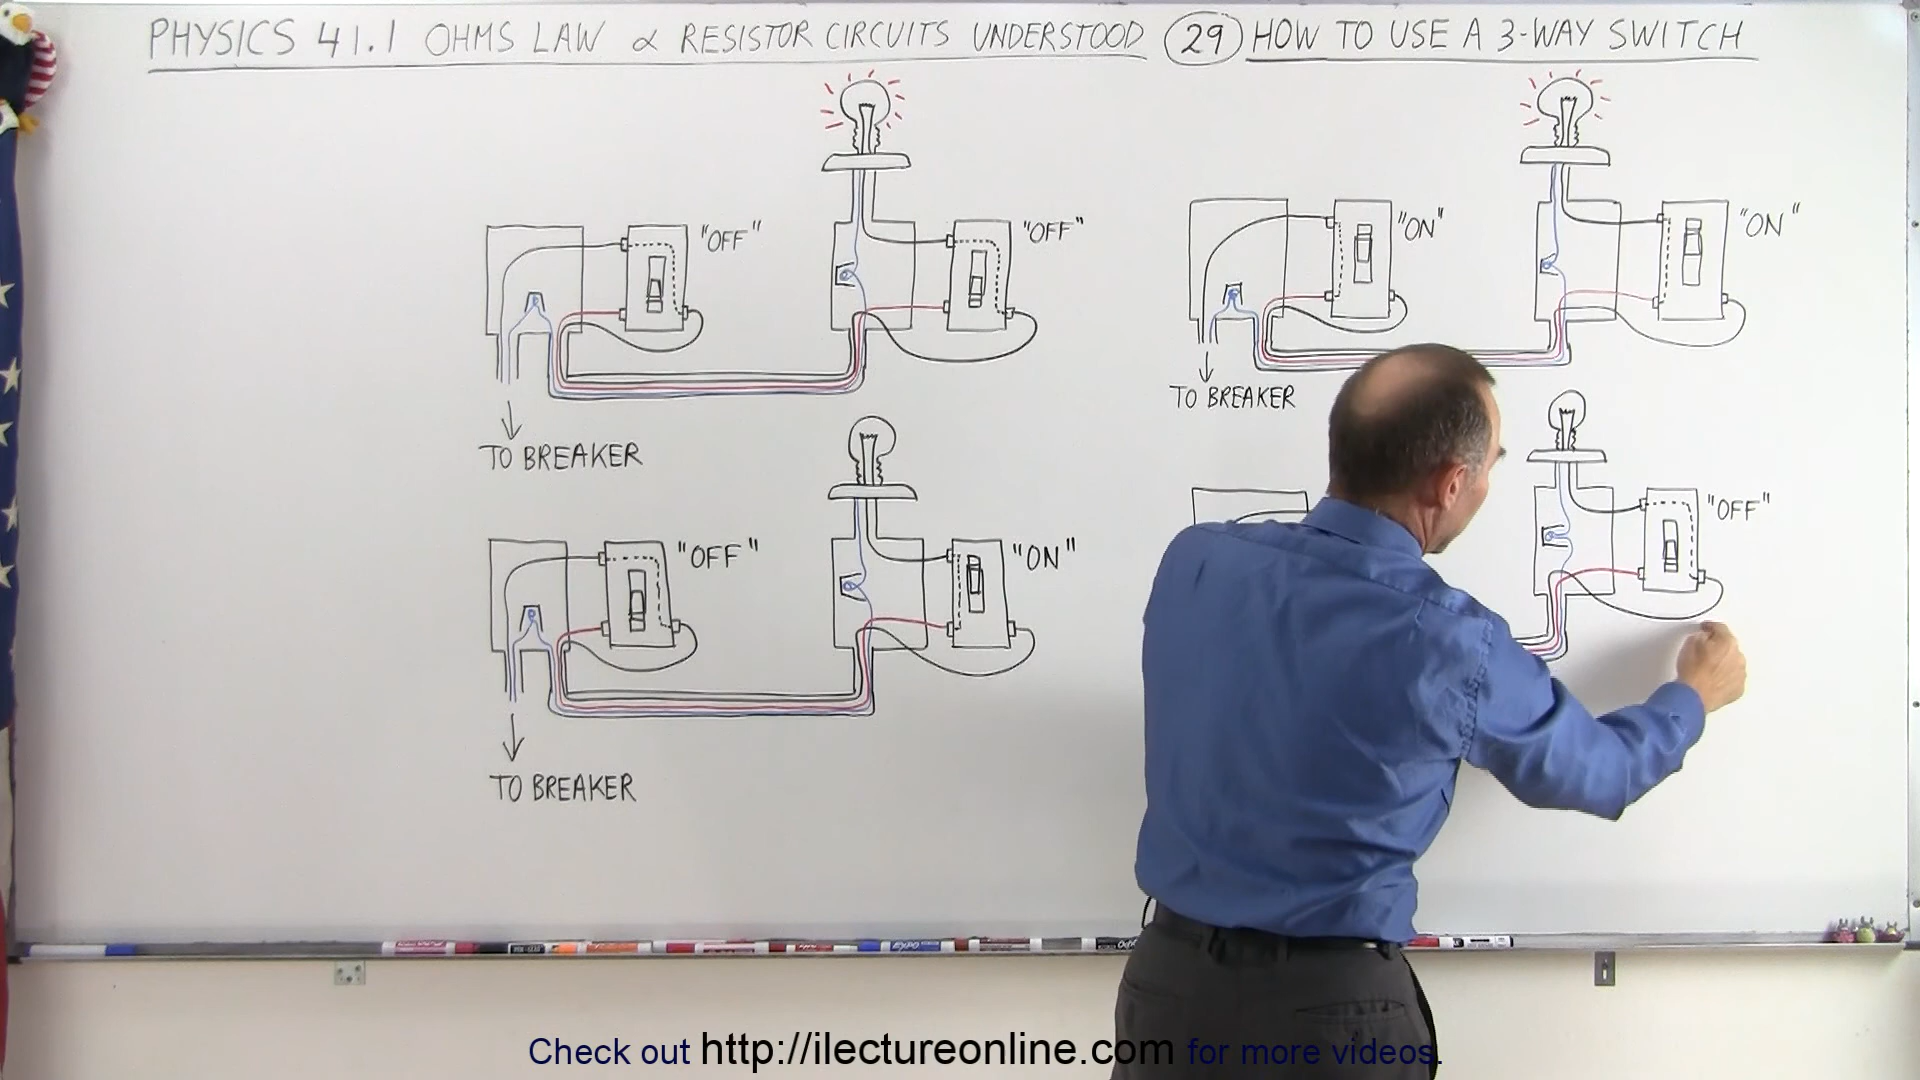 PHYSICS 41.1 OHMS LAW & RESISTOR CIRCUITS UNDERSTOOD 29 HOW TO USE A 3-WAY SWITCH
"OFF" "OFF"
TO BREAKER
"OFF" "ON"
TO BREAKER
"ON" "ON"
TO BREAKER
"OFF"
EXPO
Check out http://ilectureonline.com for more videos.